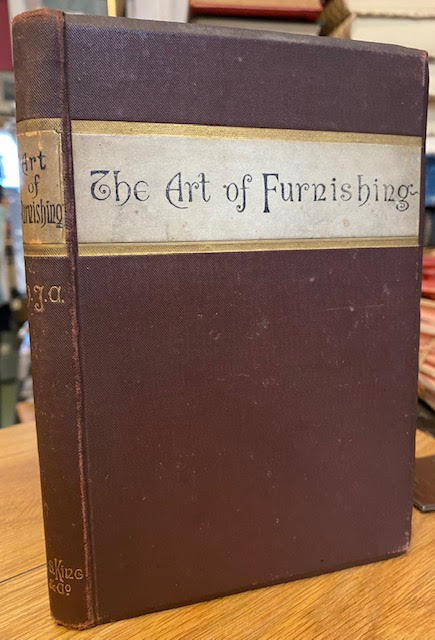 The Art of Furnishing
Art
of
Furnishing
J.C.
King
& Co